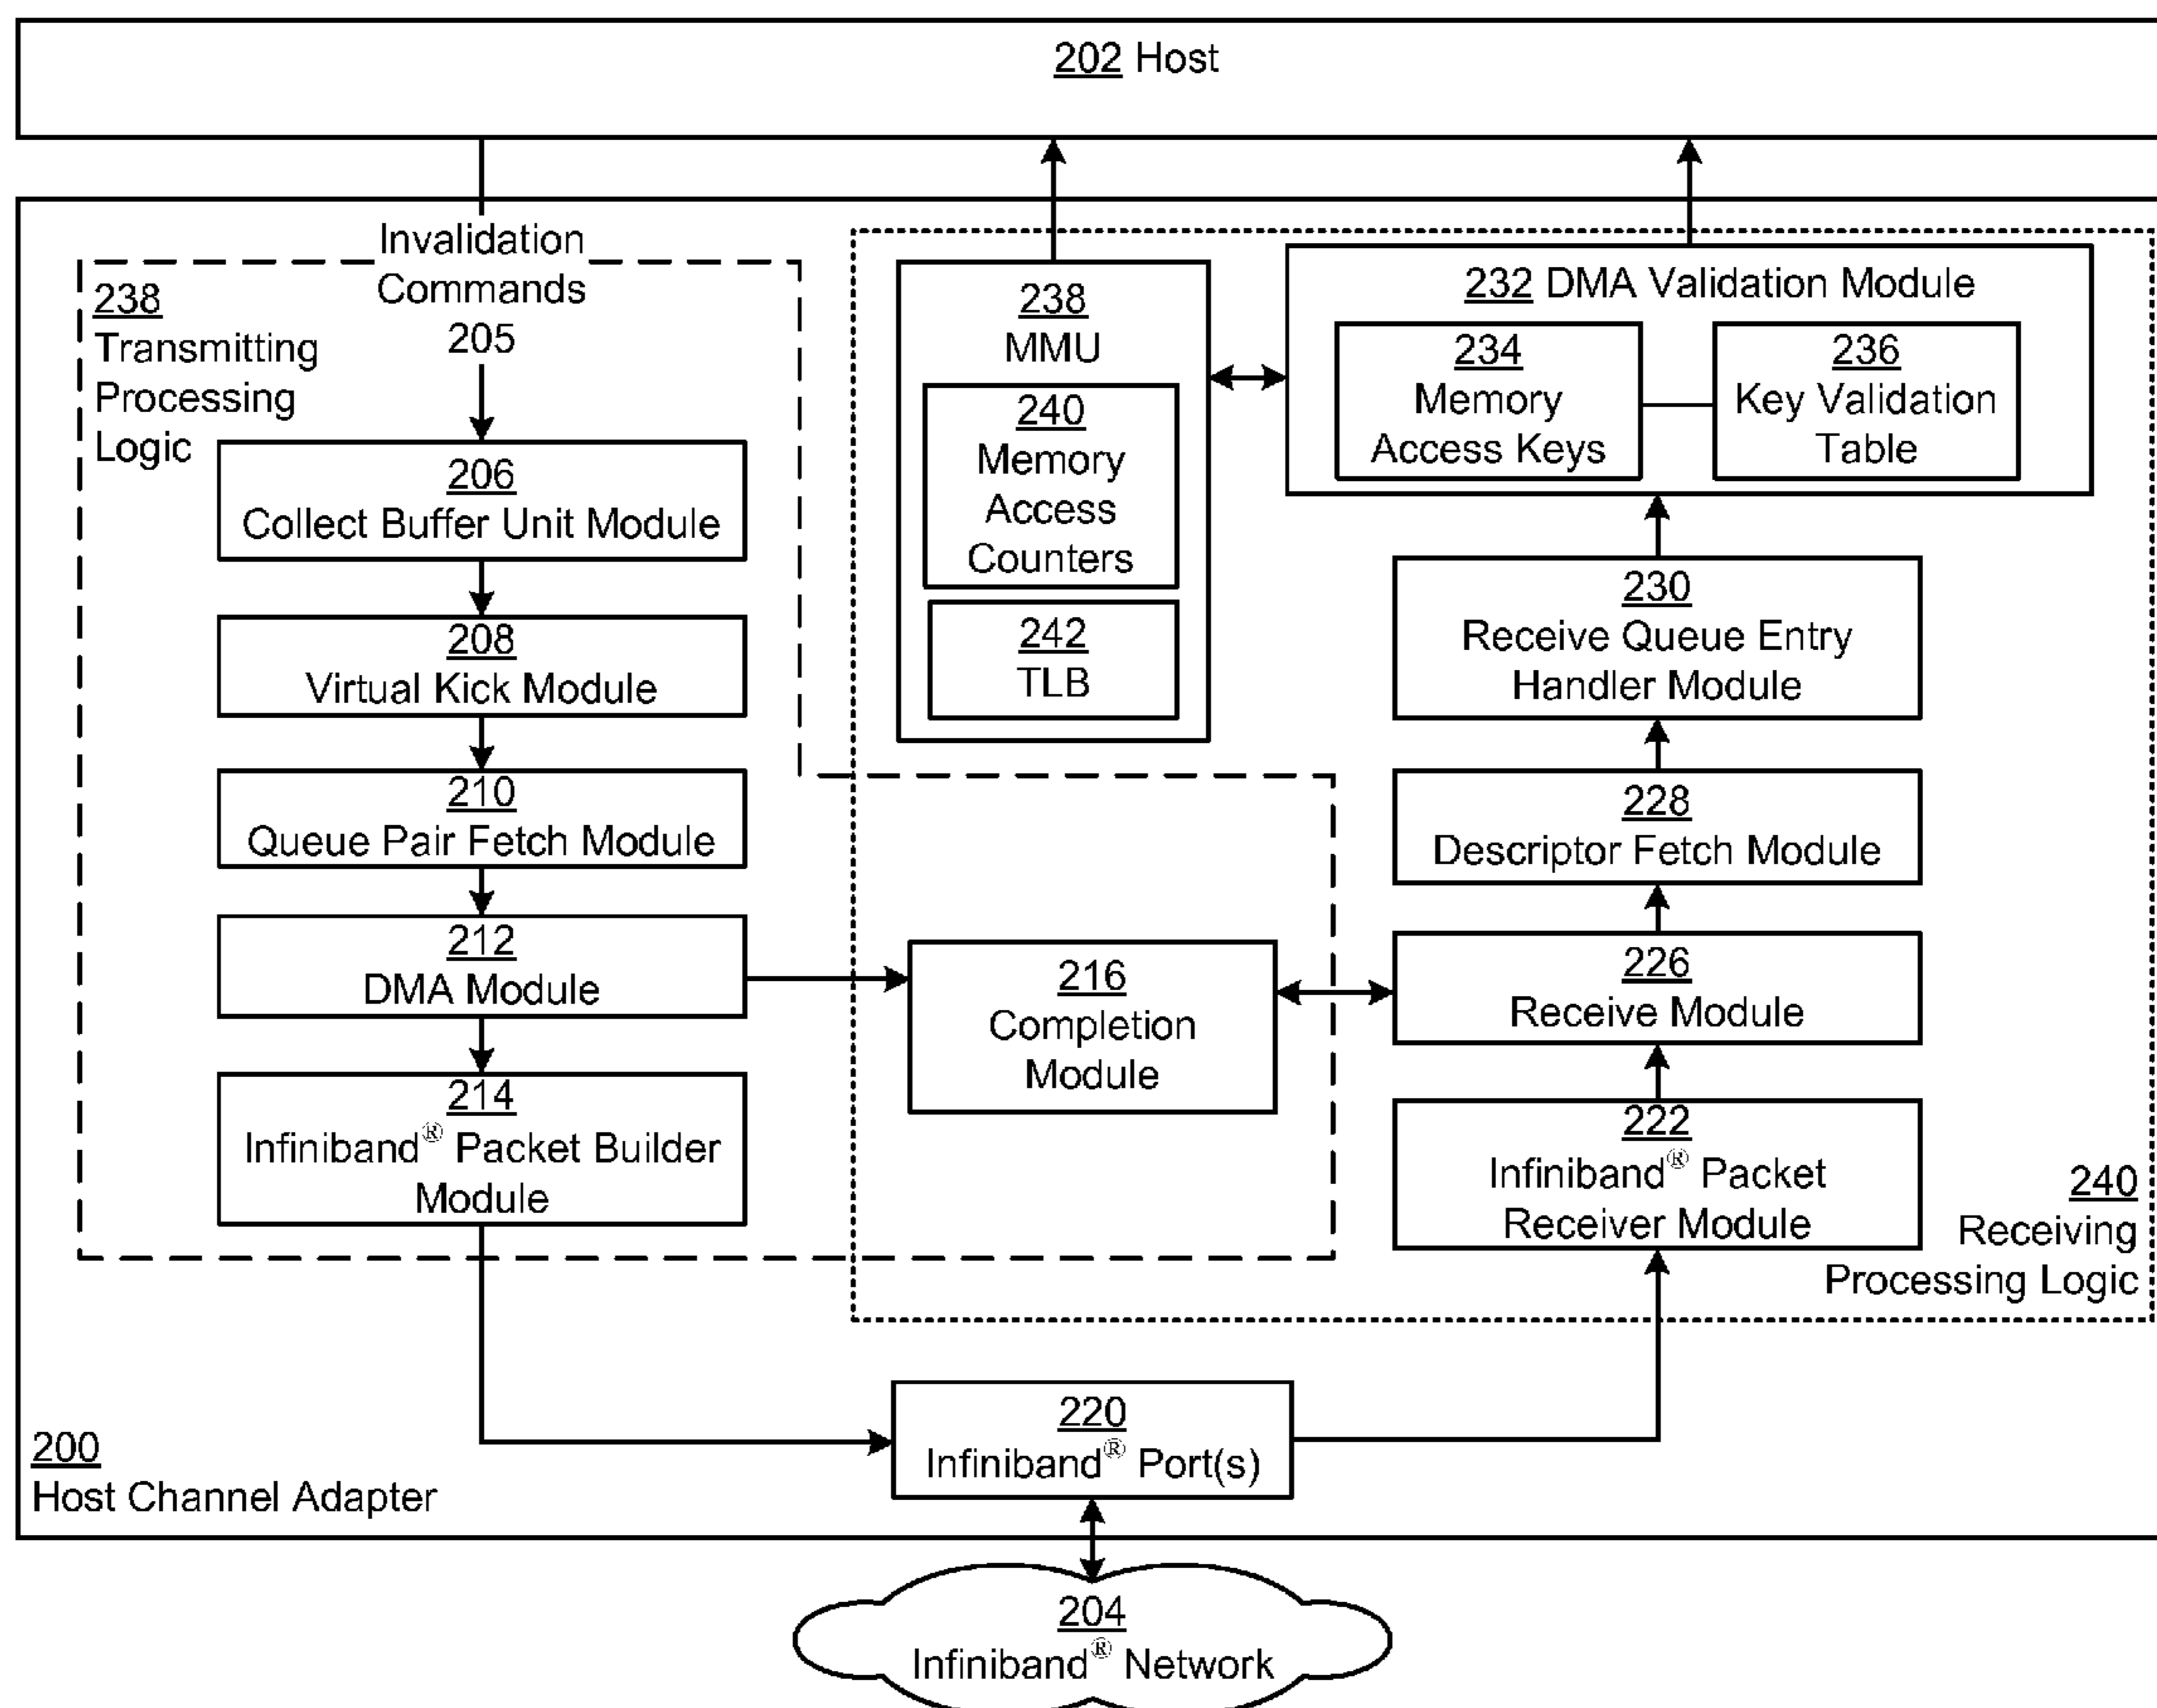 202 Host
Invalidation
Commands
205
238
Transmitting
Processing
Logic
206
Collect Buffer Unit Module
208
Virtual Kick Module
210
Queue Pair Fetch Module
212
DMA Module
214
Infiniband® Packet Builder
Module
238
MMU
240
Memory
Access
Counters
242
TLB
232 DMA Validation Module
234
Memory
Access Keys
236
Key Validation
Table
230
Receive Queue Entry
Handler Module
228
Descriptor Fetch Module
216
Completion
Module
226
Receive Module
222
Infiniband® Packet
Receiver Module
240
Receiving
Processing Logic
220
Infiniband® Port(s)
200
Host Channel Adapter
204
Infiniband® Network